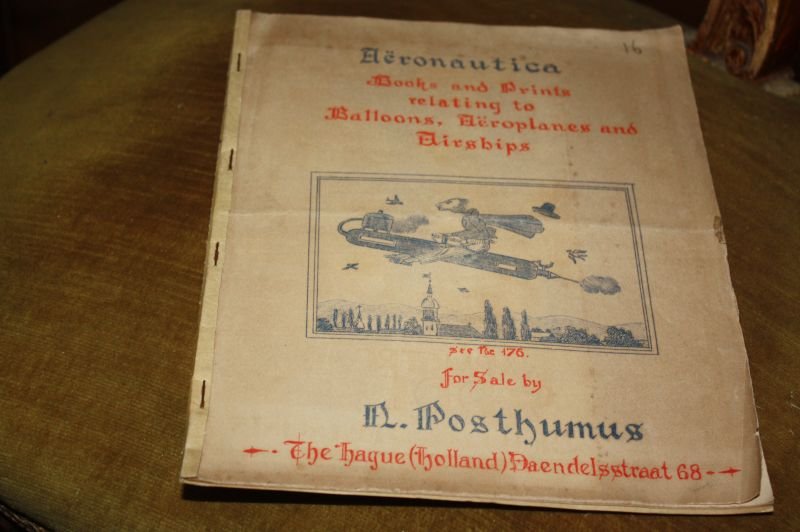 16
Aëronautica
Books and Prints
relating to
Balloons, Aëroplanes and
Airships
see No 176.
for Sale by
N. Posthumus
The Hague (Holland) Daendelsstraat 68